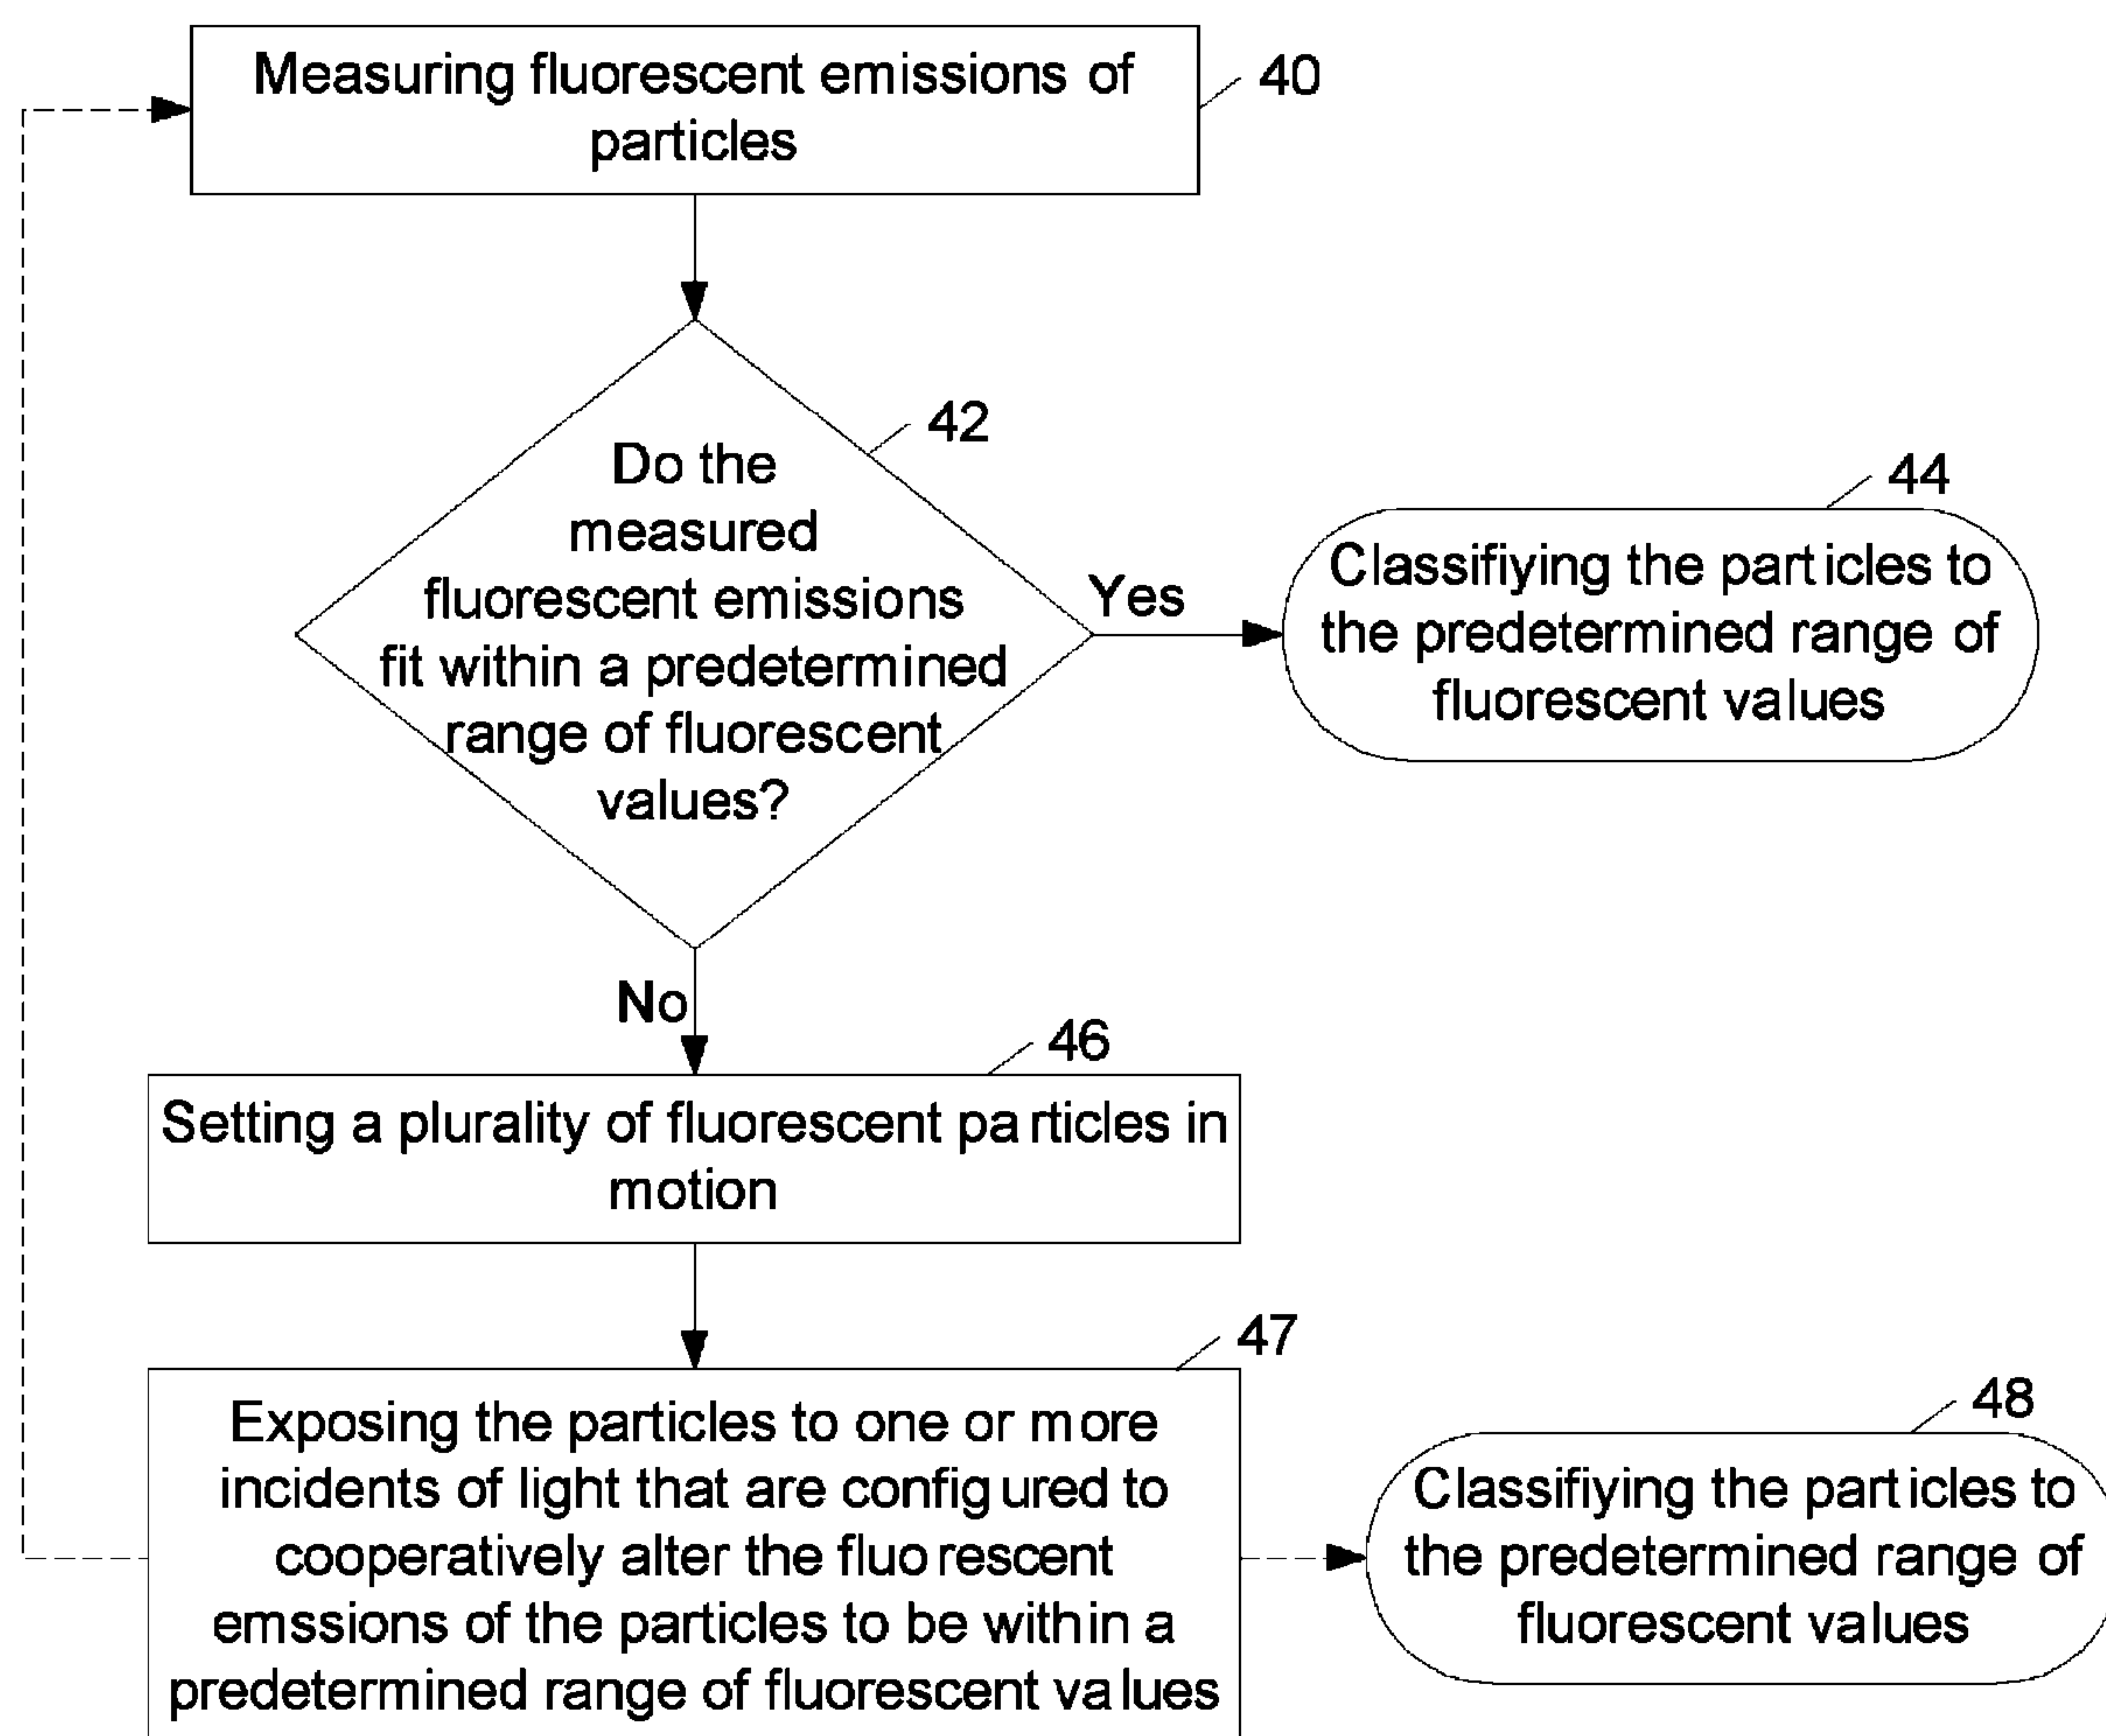 Measuring fluorescent emissions of
particles
40
Do the
measured
fluorescent emissions
fit within a predetermined
range of fluorescent
values?
42
Yes
Classifiying the particles to
the predetermined range of
fluorescent values
44
No
Setting a plurality of fluorescent particles in
motion
46
Exposing the particles to one or more
incidents of light that are configured to
cooperatively alter the fluorescent
emssions of the particles to be within a
predetermined range of fluorescent values
47
Classifiying the particles to
the predetermined range of
fluorescent values
48